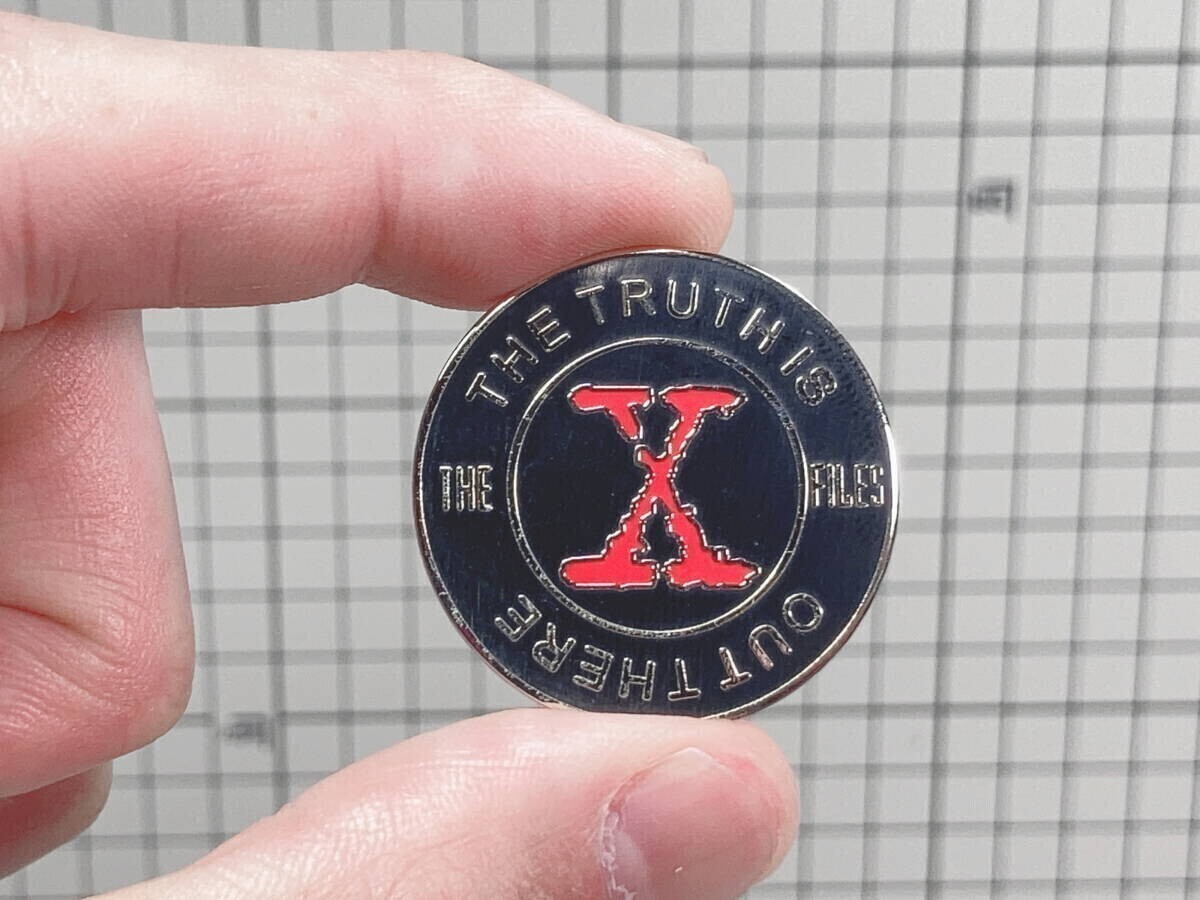 THE TRUTH IS
THE X FILES
OUT THERE